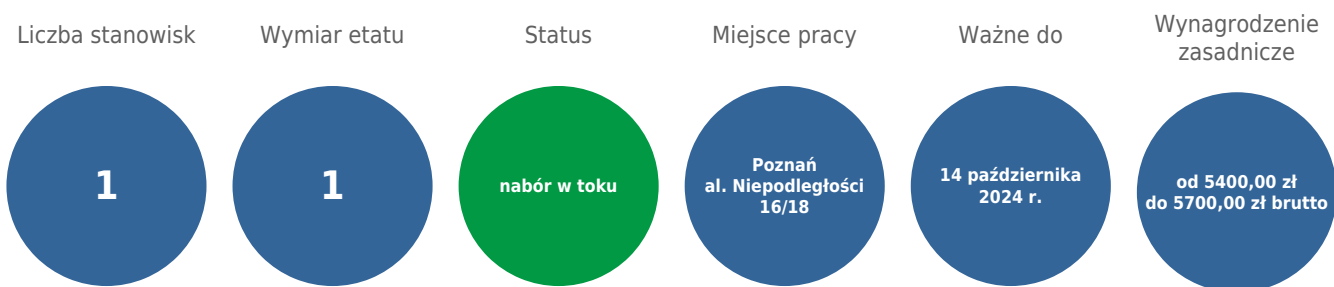 Liczba stanowisk
1
Wymiar etatu
1
Status
nabór w toku
Miejsce pracy
Poznań
al. Niepodległości
16/18
Ważne do
14 października
2024 r.
Wynagrodzenie
zasadnicze
od 5400,00 zł
do 5700,00 zł brutto